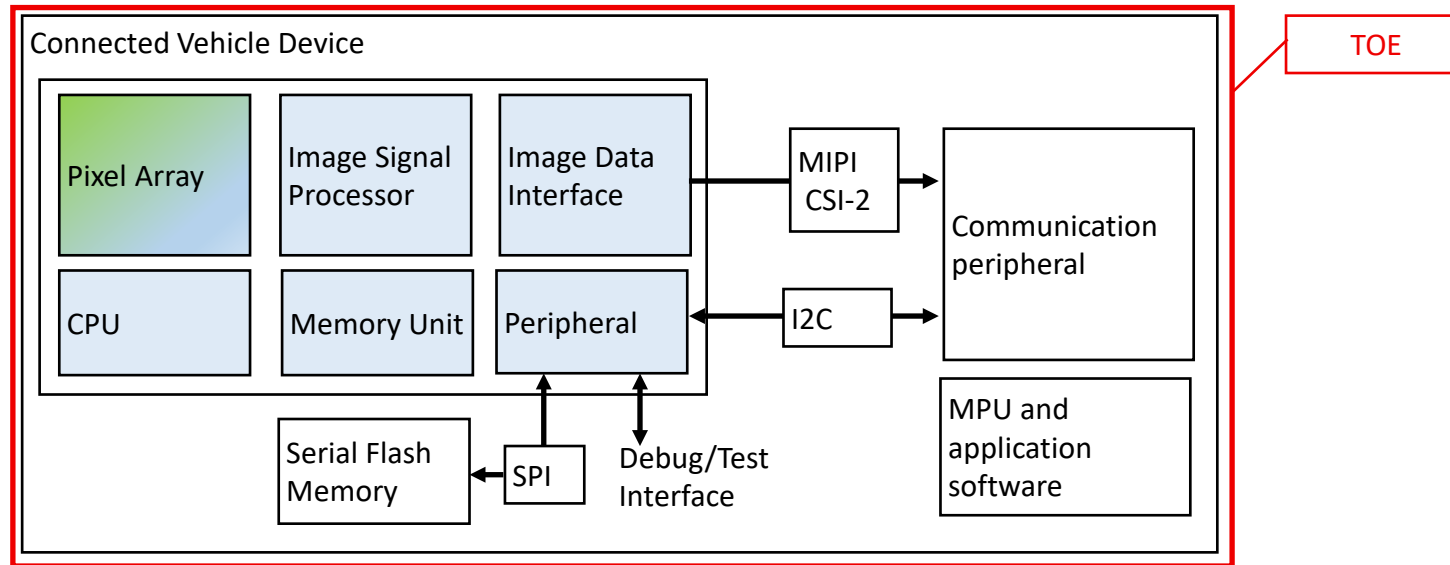 Connected Vehicle Device
TOE
Pixel Array
Image Signal
Processor
Image Data
Interface
MIPI
CSI-2
Communication
peripheral
CPU
Memory Unit
Peripheral
I2C
Serial Flash
Memory
SPI
Debug/Test
Interface
MPU and
application
software